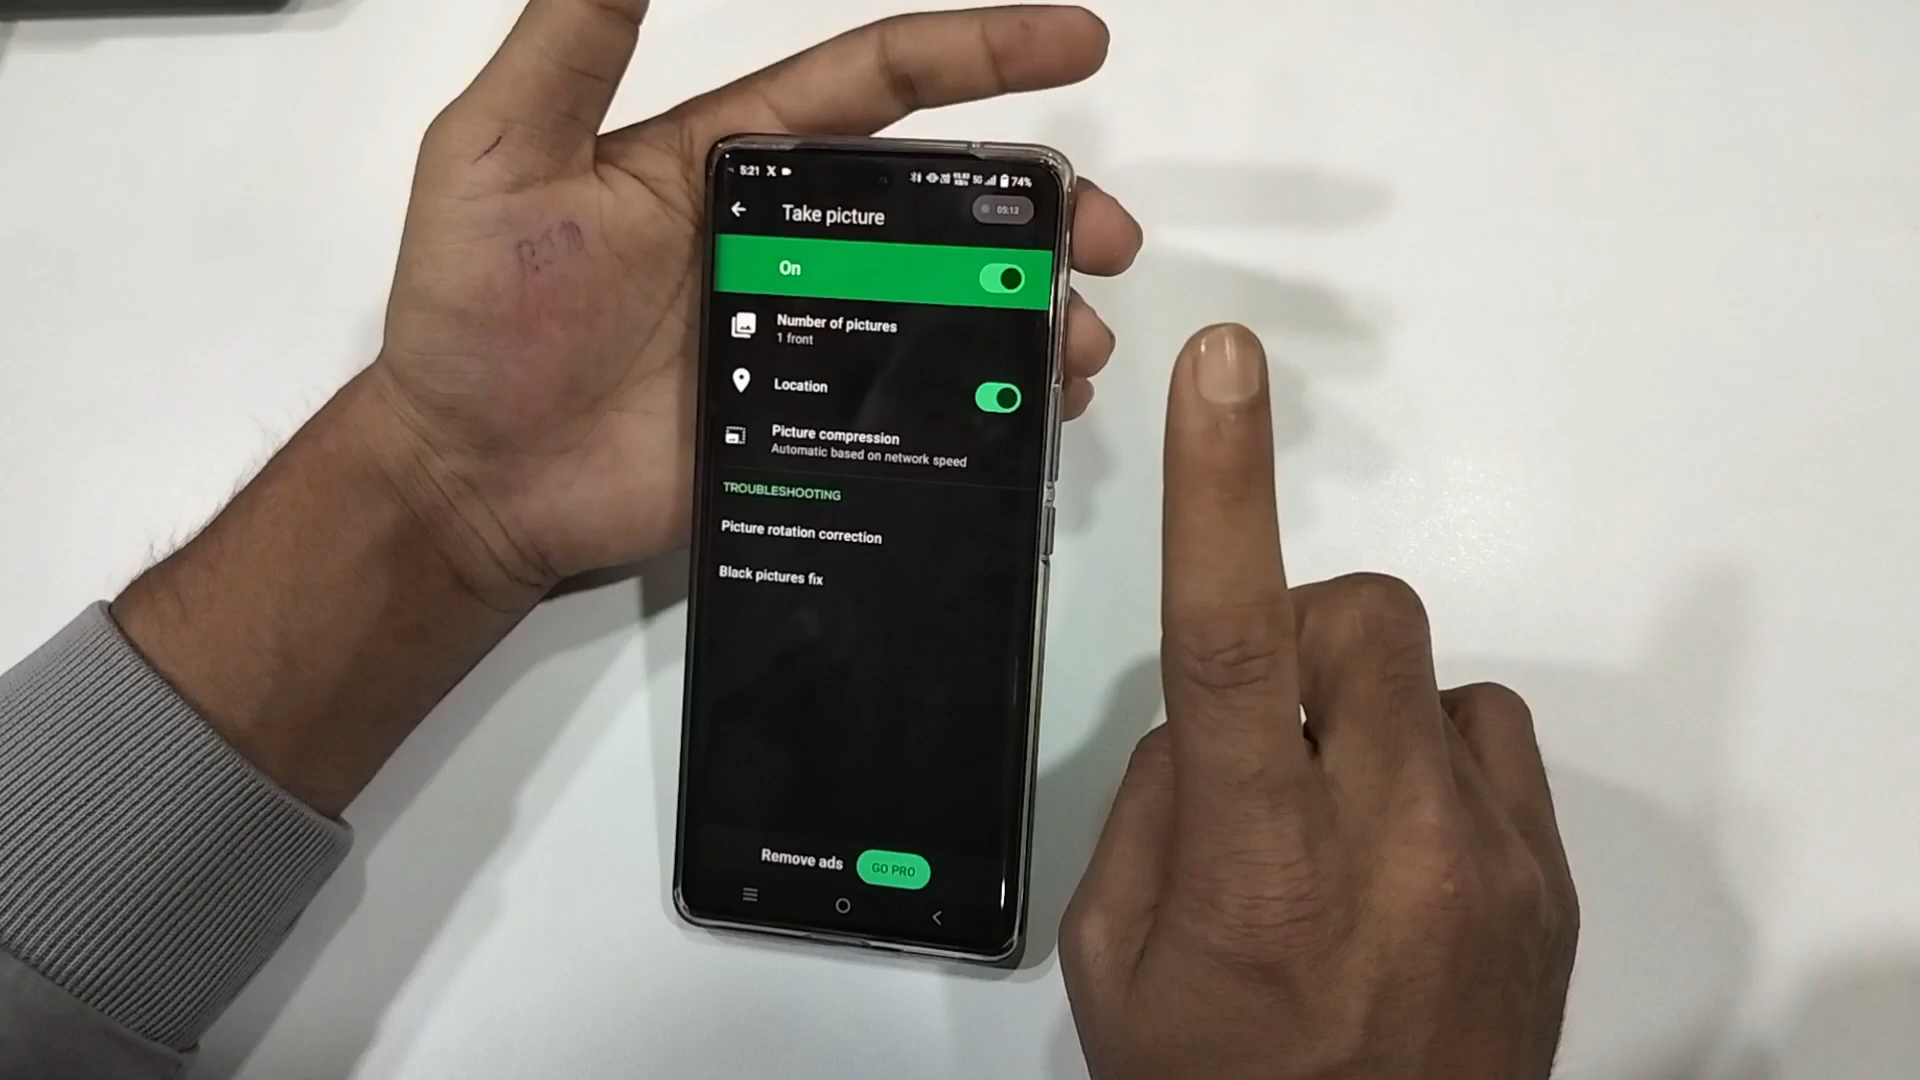 5:21 X 5G 74%
Take picture
05:12
On
Number of pictures
1 front
Location
Picture compression
Automatic based on network speed
TROUBLESHOOTING
Picture rotation correction
Black pictures fix
Remove ads
GO PRO